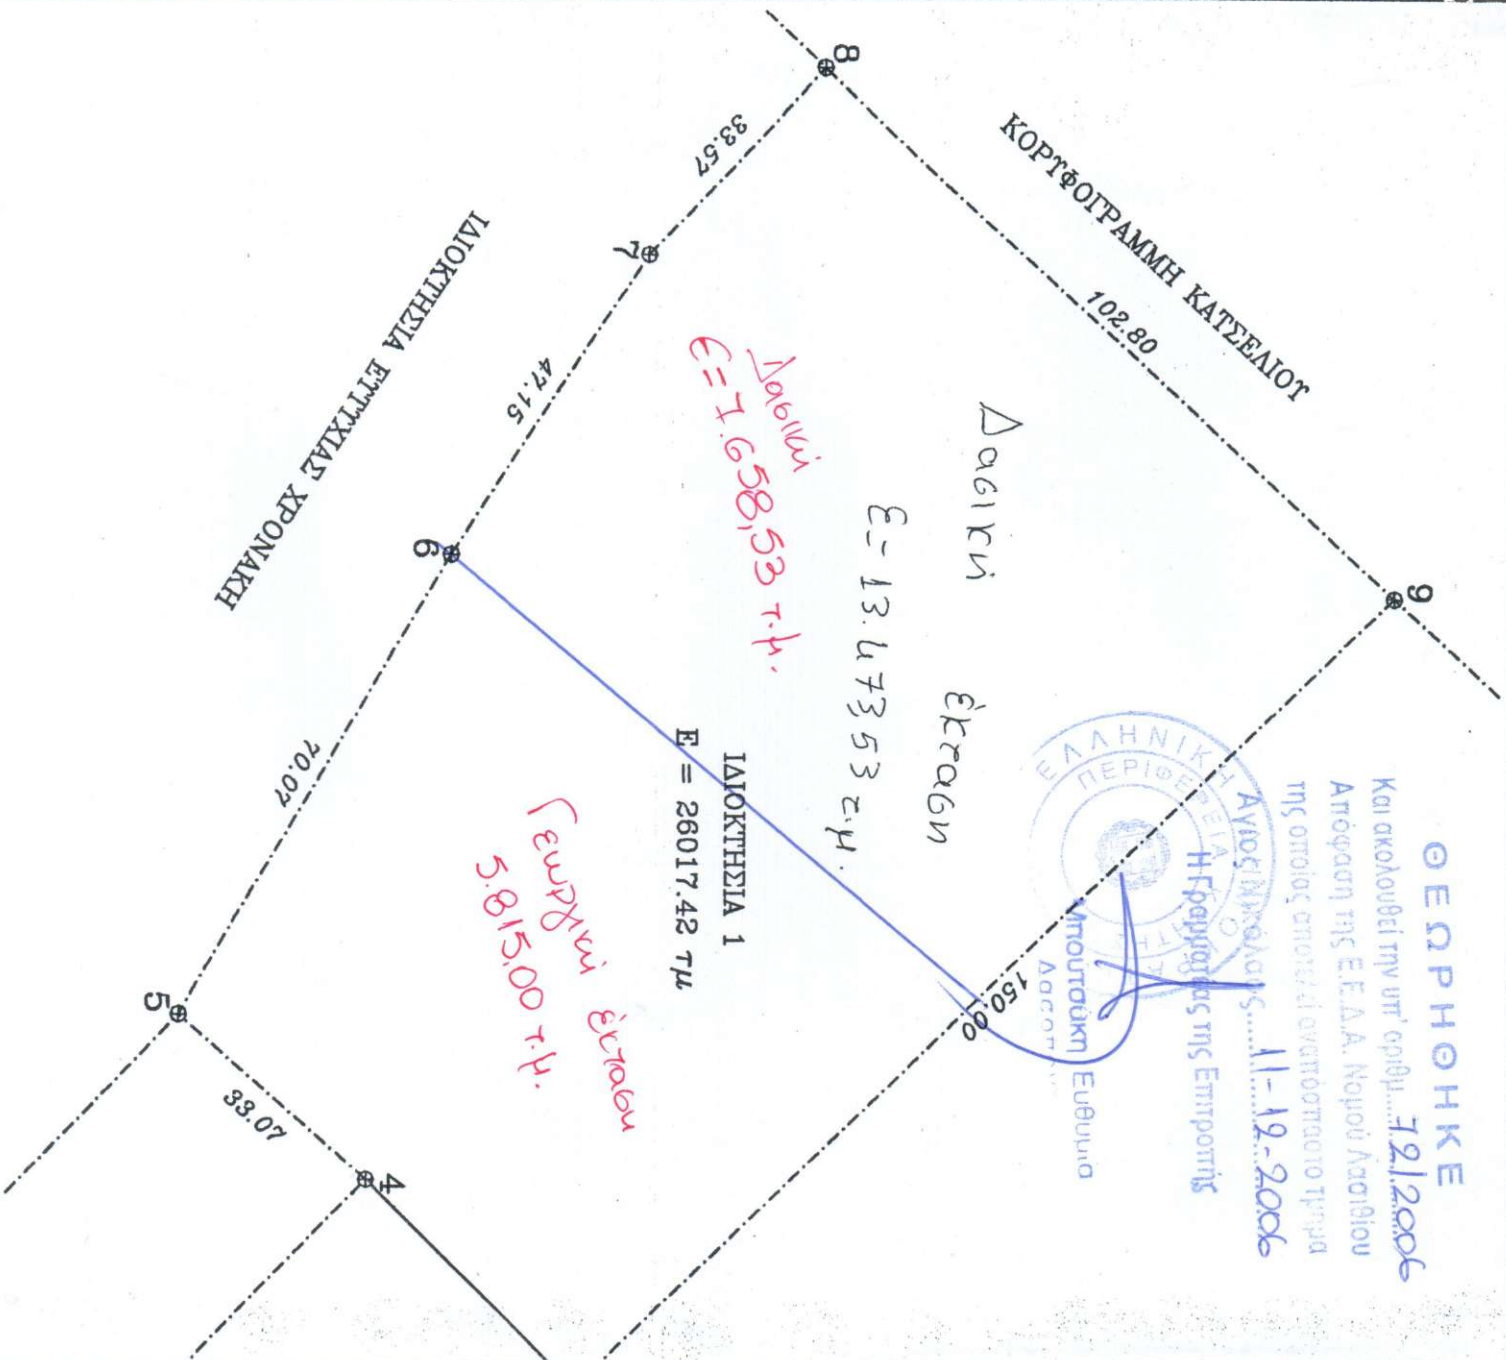 ΚΟΡΥΦΟΓΡΑΜΜΗ ΚΑΤΣΕΛΙΟΥ
8
9
33.57
102.80
7
47.15
6
70.07
5
33.07
4
150.00
ΙΔΙΟΚΤΗΣΙΑ ΕΥΤΥΧΙΑΣ ΧΡΟΝΑΚΗ
Δασική έκταση
Ε=13.473,53 τ.μ.
Δασική
Ε=7.658,53 τ.μ.
ΙΔΙΟΚΤΗΣΙΑ 1
Ε = 26017.42 τμ
Γεωργική έκταση
5.815,00 τ.μ.
ΘΕΩΡΗΘΗΚΕ
Και ακολουθεί την υπ' αριθμ....72/2006
Απόφαση της Ε.Ε.Δ.Α. Νομού Λασιθίου
της οποίας αποτελεί αναπόσπαστο τμήμα
Άγιος Νικόλαος.....11-12-2006
Η Γραμματέας της Επιτροπής
Μπουτσάκη Ευθυμία
ΕΛΛΗΝΙΚΗ
ΠΕΡΙΦΕΡΕΙΑ